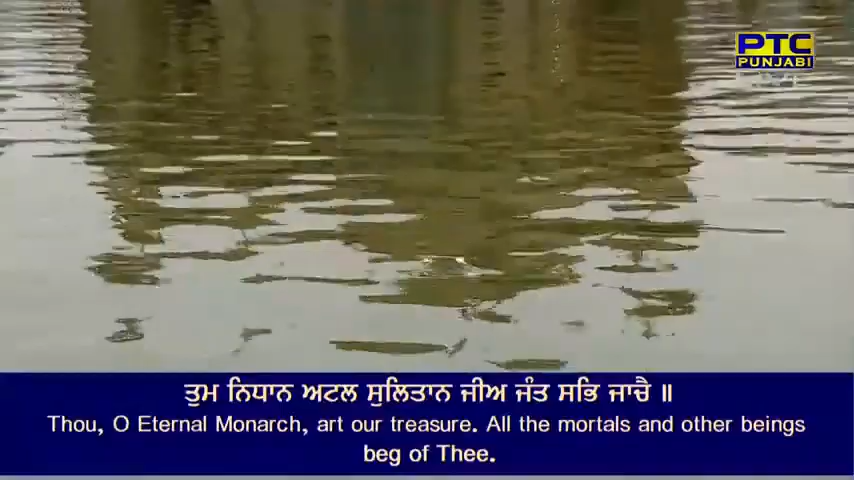 PTC
PUNJABI
ਤੁਮ ਨਿਧਾਨ ਅਟਲ ਸੁਲਿਤਾਨ ਜੀਅ ਜੰਤ ਸਭਿ ਜਾਚੈ ॥
Thou, O Eternal Monarch, art our treasure. All the mortals and other beings
beg of Thee.